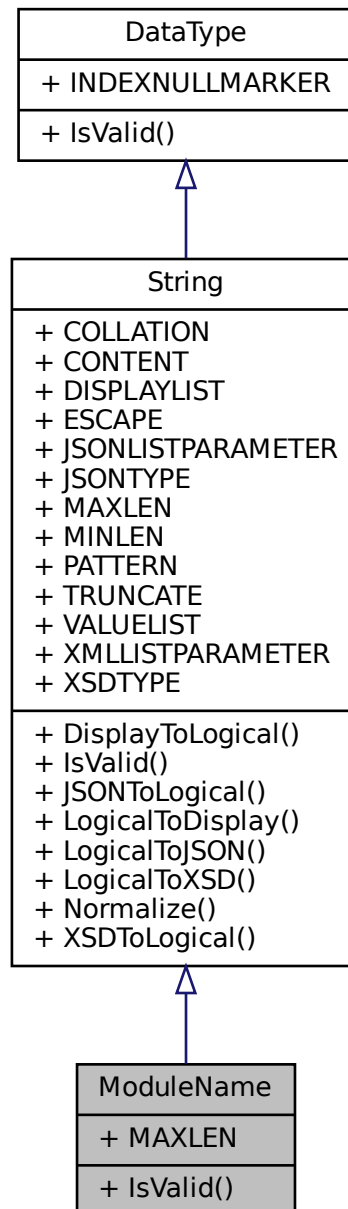 DataType
+ INDEXNULLMARKER
+ IsValid()
String
+ COLLATION
+ CONTENT
+ DISPLAYLIST
+ ESCAPE
+ JSONLISTPARAMETER
+ JSONTYPE
+ MAXLEN
+ MINLEN
+ PATTERN
+ TRUNCATE
+ VALUELIST
+ XMLLISTPARAMETER
+ XSDTYPE
+ DisplayToLogical()
+ IsValid()
+ JSONToLogical()
+ LogicalToDisplay()
+ LogicalToJSON()
+ LogicalToXSD()
+ Normalize()
+ XSDToLogical()
ModuleName
+ MAXLEN
+ IsValid()